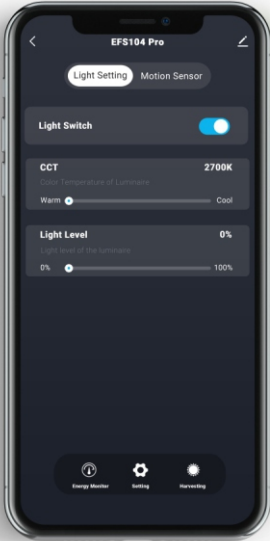 EFS104 Pro
Light Setting Motion Sensor
Light Switch
CCT 2700K
Color Temperature of Luminaire
Warm Cool
Light Level 0%
Light level of the luminaire
0% 100%
Energy Monitor Setting Harvesting